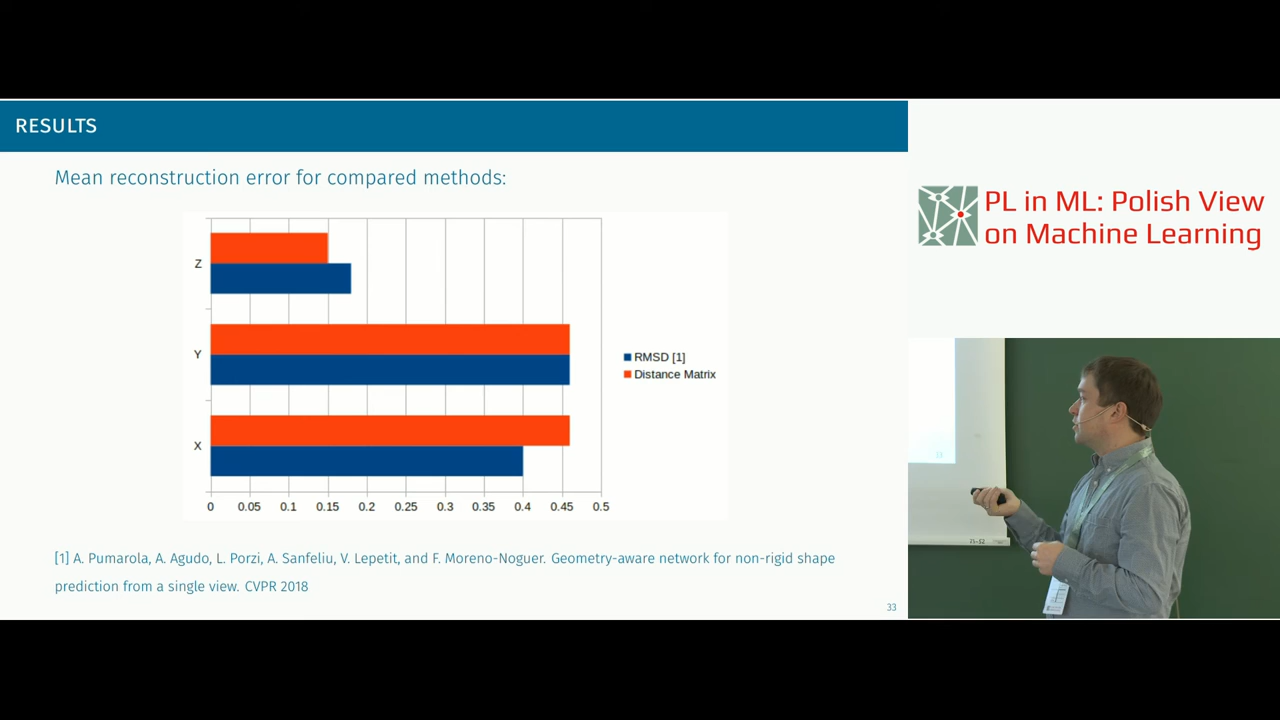 RESULTS
Mean reconstruction error for compared methods:
Z
Y
X
0 0.05 0.1 0.15 0.2 0.25 0.3 0.35 0.4 0.45 0.5
RMSD [1]
Distance Matrix
[1] A. Pumarola, A. Agudo, L. Porzi, A. Sanfeliu, V. Lepetit, and F. Moreno-Noguer. Geometry-aware network for non-rigid shape
prediction from a single view. CVPR 2018
33
PL in ML: Polish View
on Machine Learning